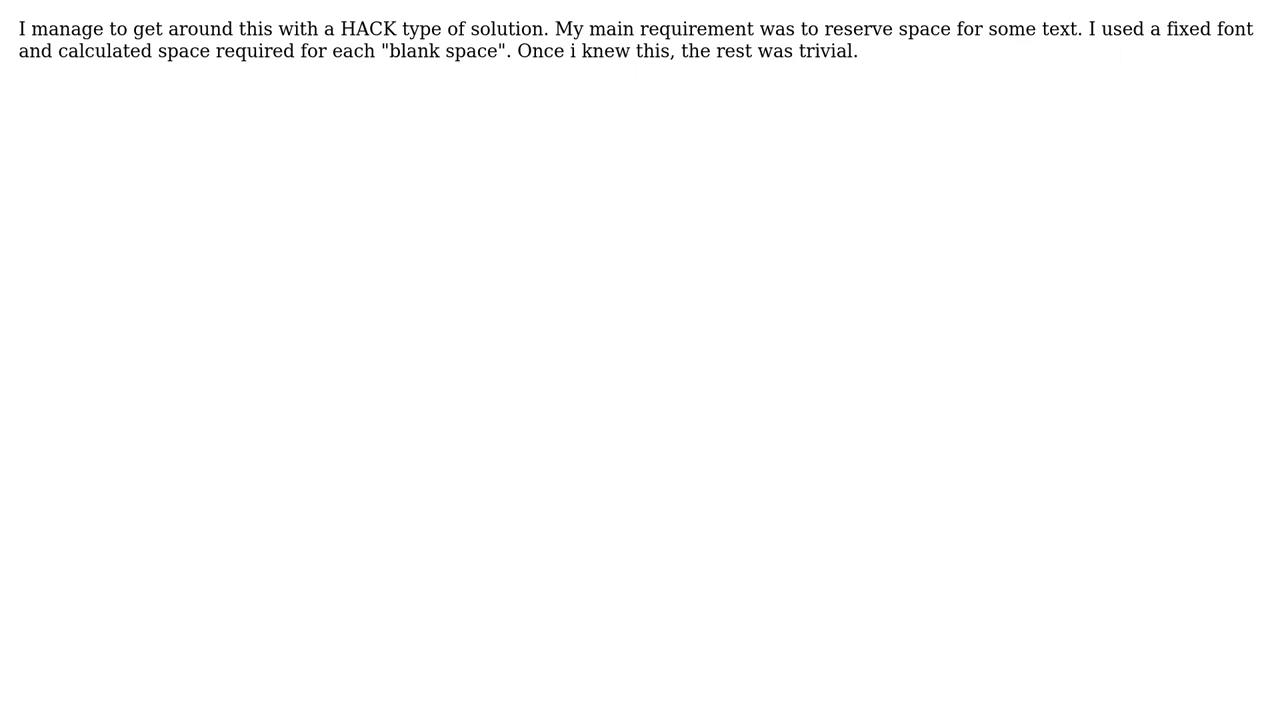 I manage to get around this with a HACK type of solution. My main requirement was to reserve space for some text. I used a fixed font
and calculated space required for each "blank space". Once i knew this, the rest was trivial.